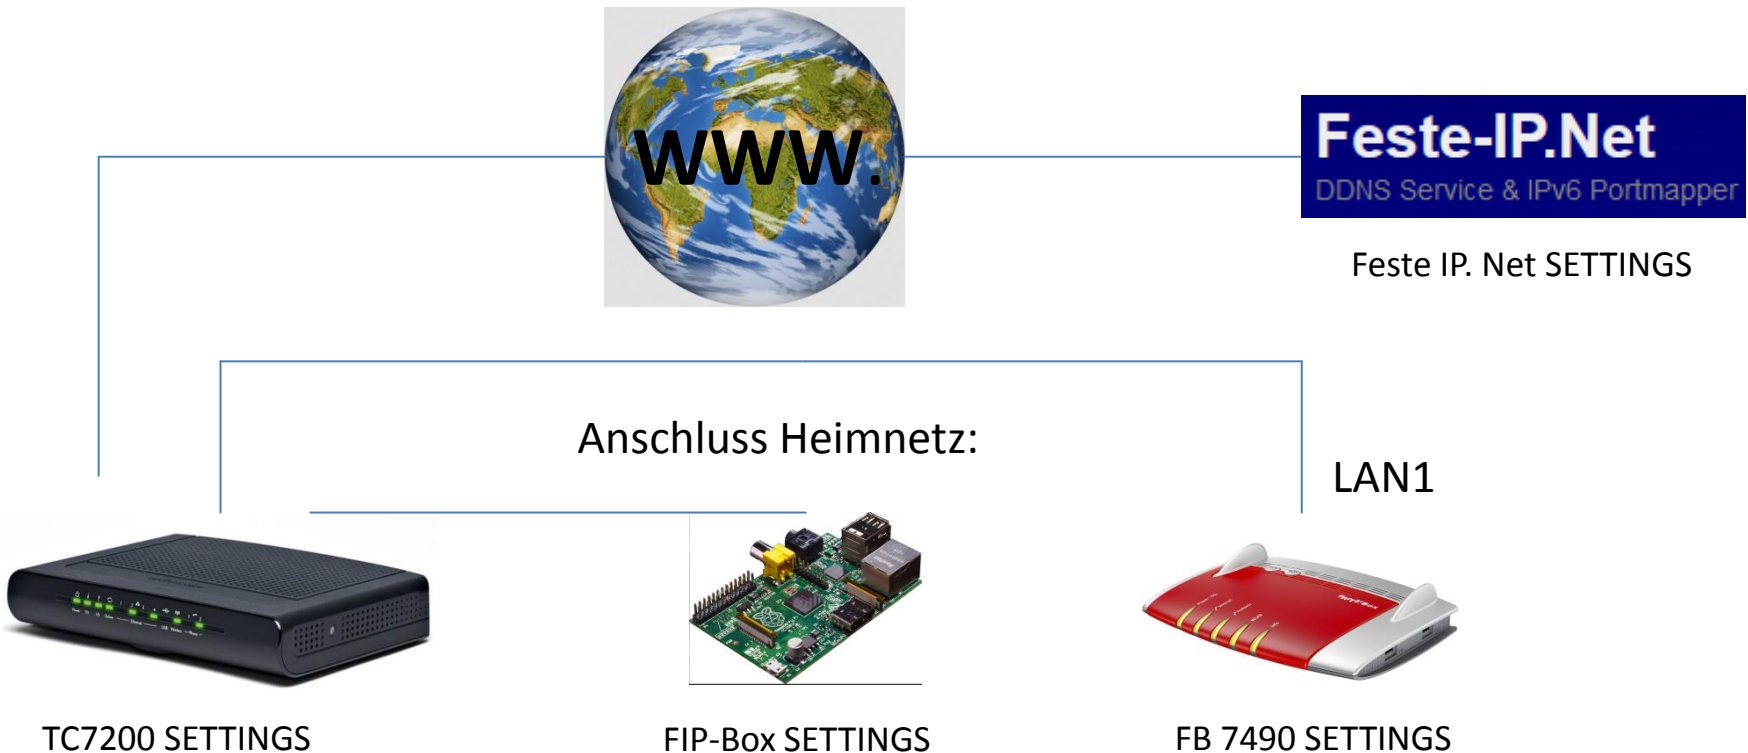 www.
Feste-IP.Net
DDNS Service & IPv6 Portmapper
Feste IP. Net SETTINGS
Anschluss Heimnetz:
LAN1
TC7200 SETTINGS
FIP-Box SETTINGS
FB 7490 SETTINGS